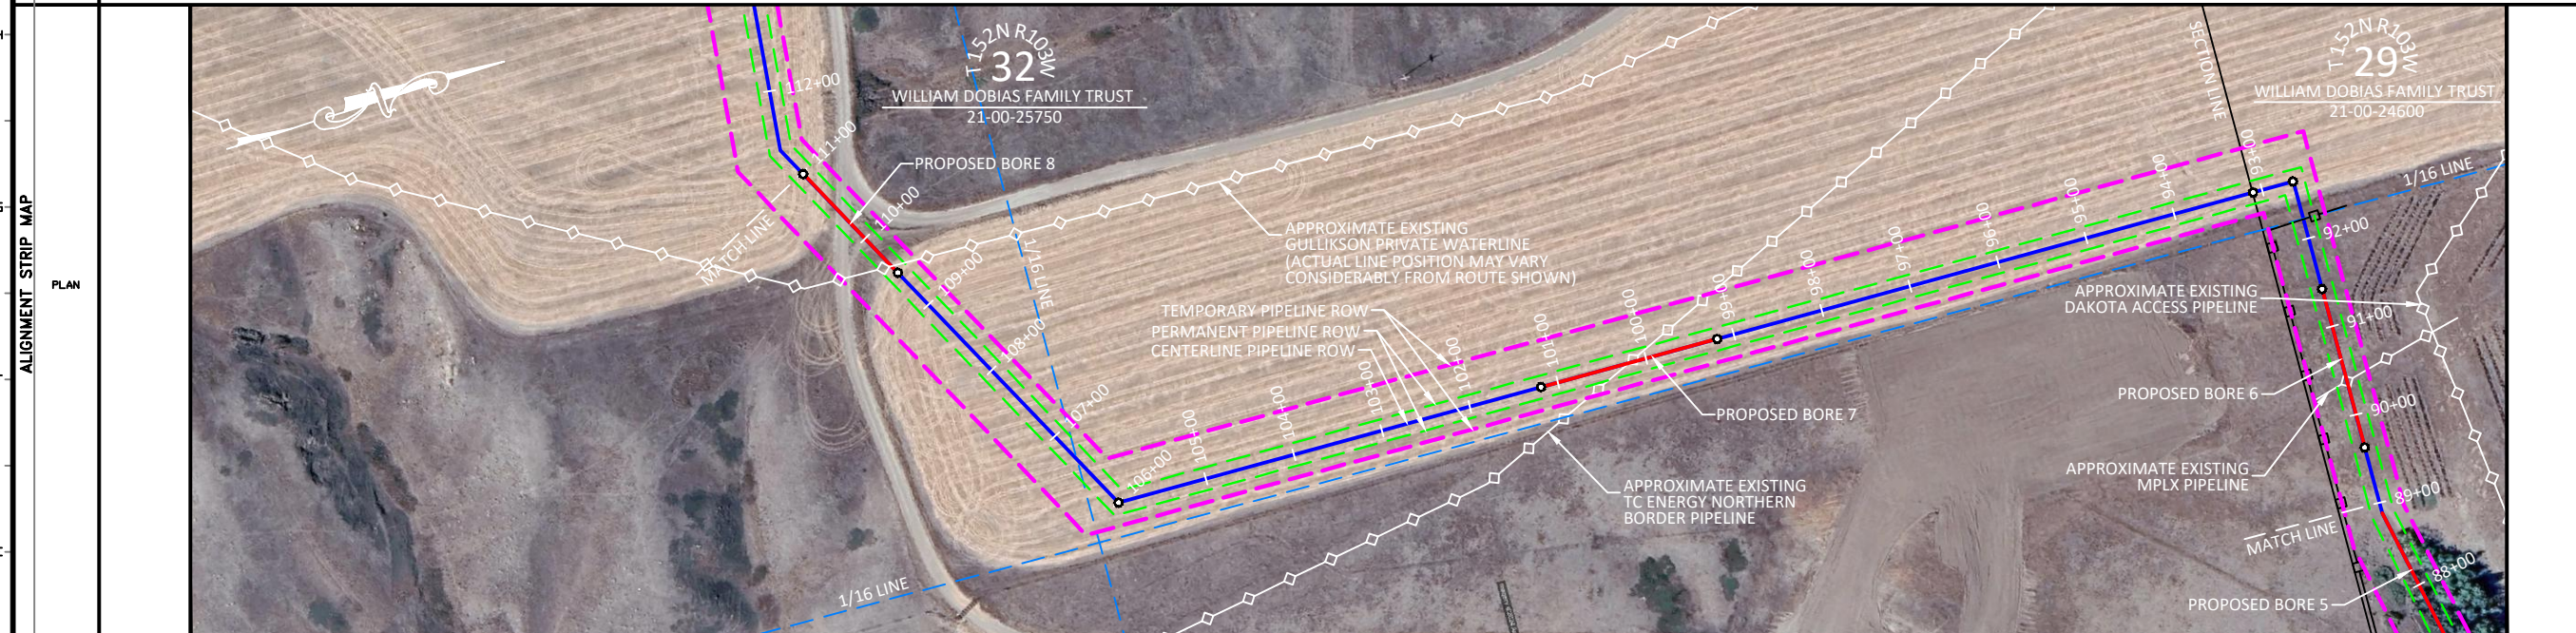 ALIGNMENT STRIP MAP
PLAN
N
T152N R103W
32
WILLIAM DOBIAS FAMILY TRUST
21-00-25750
T152N R103W
29
WILLIAM DOBIAS FAMILY TRUST
21-00-24600
SECTION LINE
1/16 LINE
112+00
111+00
PROPOSED BORE 8
110+00
MATCH LINE
109+00
1/16 LINE
APPROXIMATE EXISTING
GULLIKSON PRIVATE WATERLINE
(ACTUAL LINE POSITION MAY VARY
CONSIDERABLY FROM ROUTE SHOWN)
108+00
107+00
106+00
TEMPORARY PIPELINE ROW
PERMANENT PIPELINE ROW
CENTERLINE PIPELINE ROW
105+00
104+00
103+00
102+00
101+00
100+00
99+00
98+00
97+00
96+00
95+00
94+00
93+00
92+00
91+00
90+00
89+00
88+00
APPROXIMATE EXISTING
DAKOTA ACCESS PIPELINE
PROPOSED BORE 6
PROPOSED BORE 7
APPROXIMATE EXISTING
MPLX PIPELINE
APPROXIMATE EXISTING
TC ENERGY NORTHERN
BORDER PIPELINE
MATCH LINE
1/16 LINE
PROPOSED BORE 5